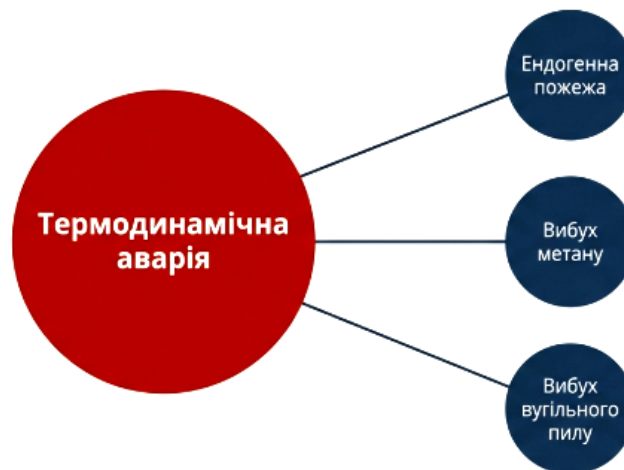 Термодинамічна
аварія
Ендогенна
пожежа
Вибух
метану
Вибух
вугільного
пилу